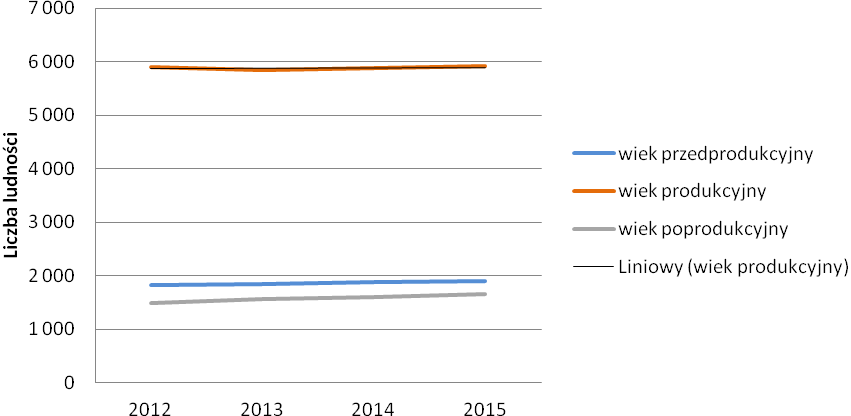 7 000
6 000
5 000
4 000
3 000
2 000
1 000
0
Liczba ludności
2012 2013 2014 2015
wiek przedprodukcyjny
wiek produkcyjny
wiek poprodukcyjny
Liniowy (wiek produkcyjny)